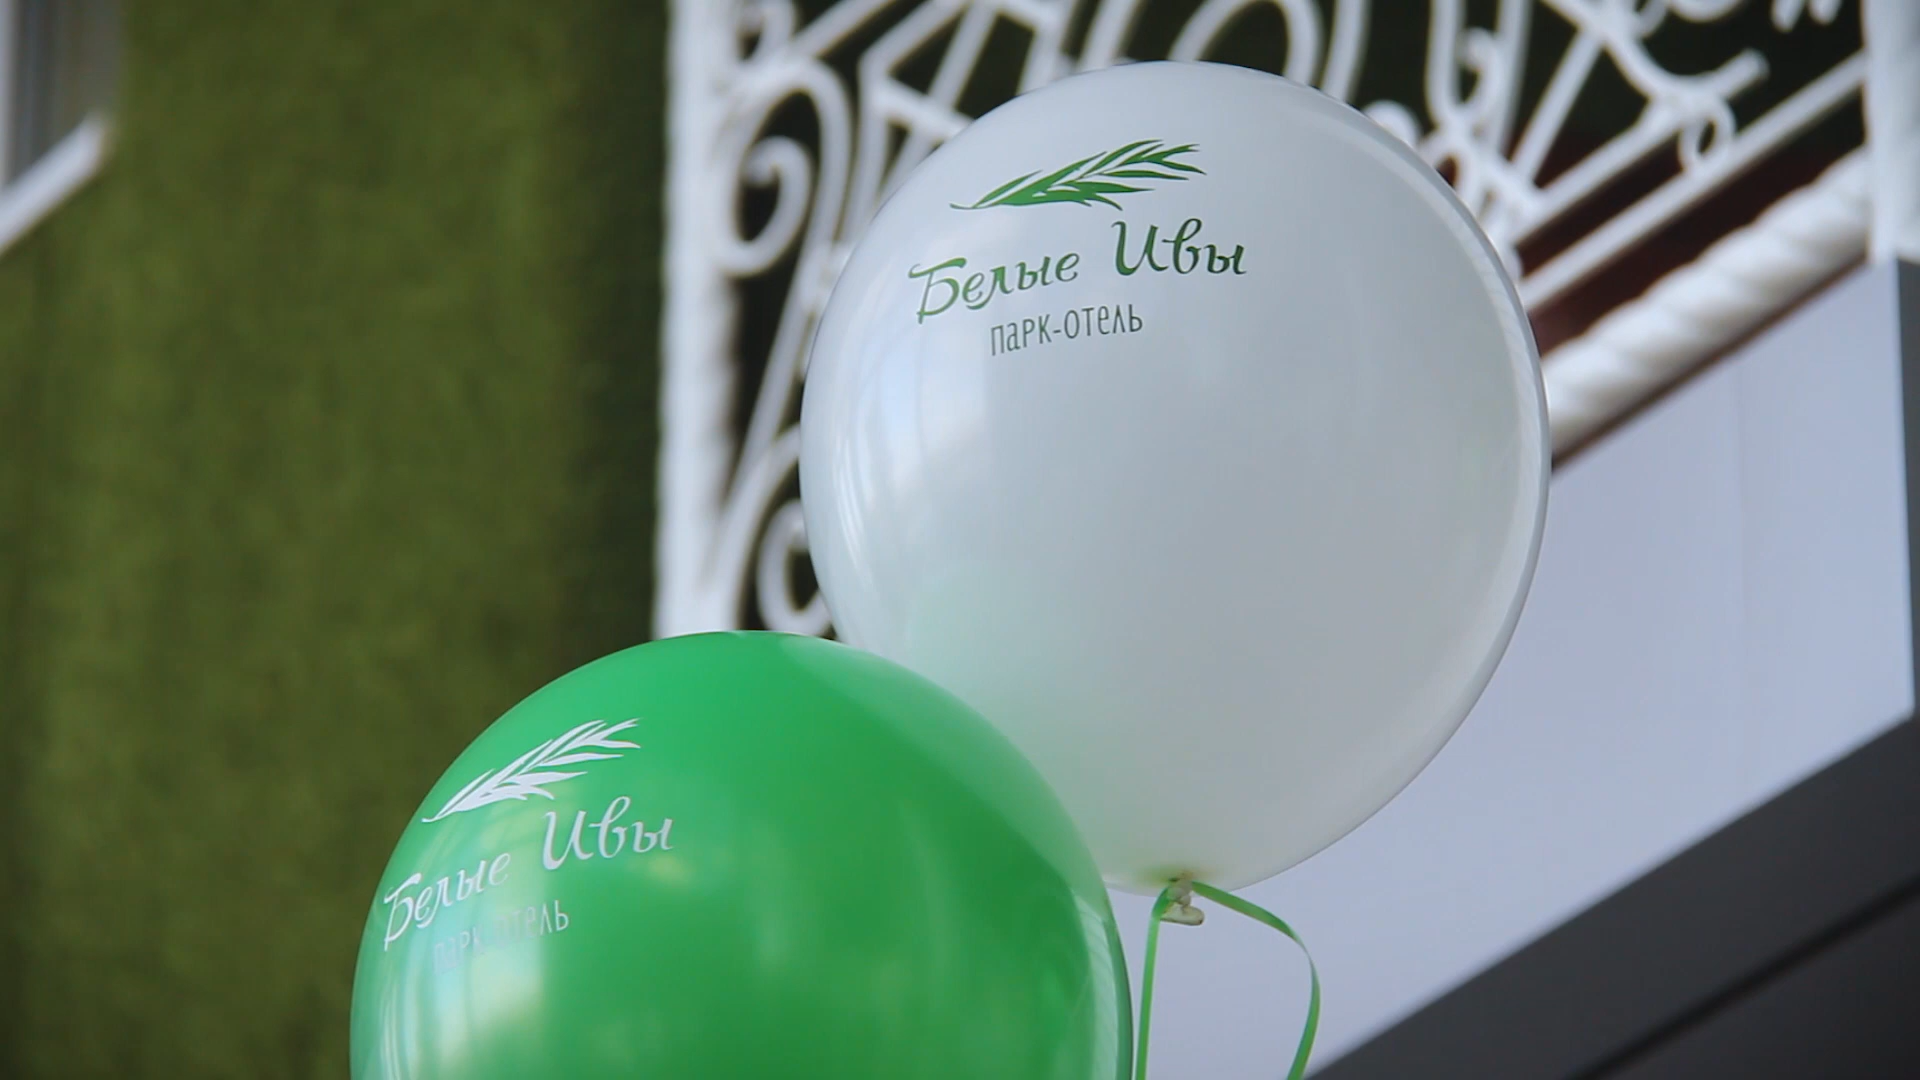 Белые Ивы
парк-отель
Белые Ивы
парк-отель